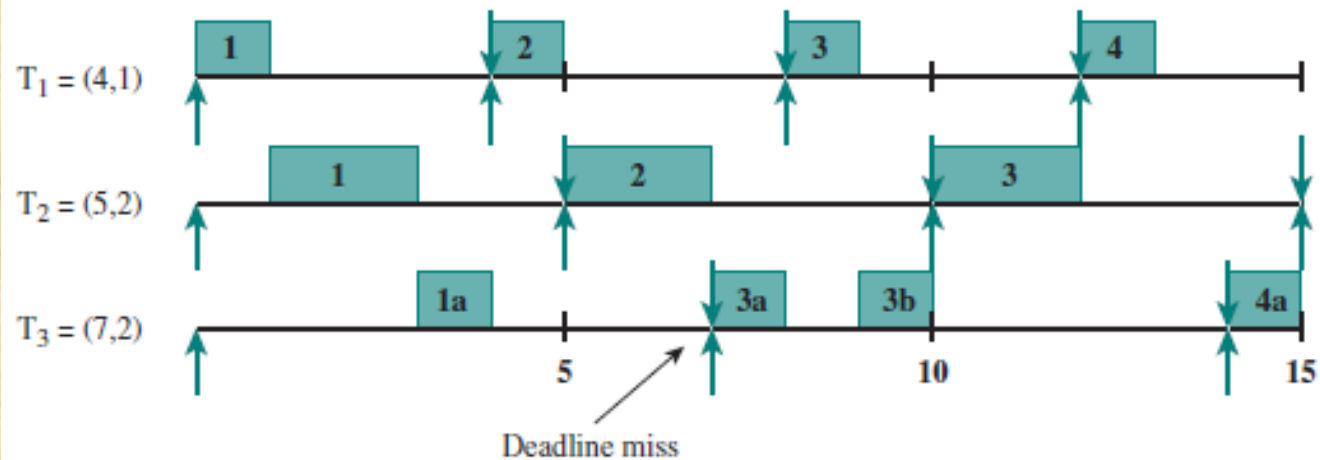 1 2 3 4
T1 = (4,1)
1 2 3
T2 = (5,2)
1a 3a 3b 4a
T3 = (7,2)
5 10 15
Deadline miss